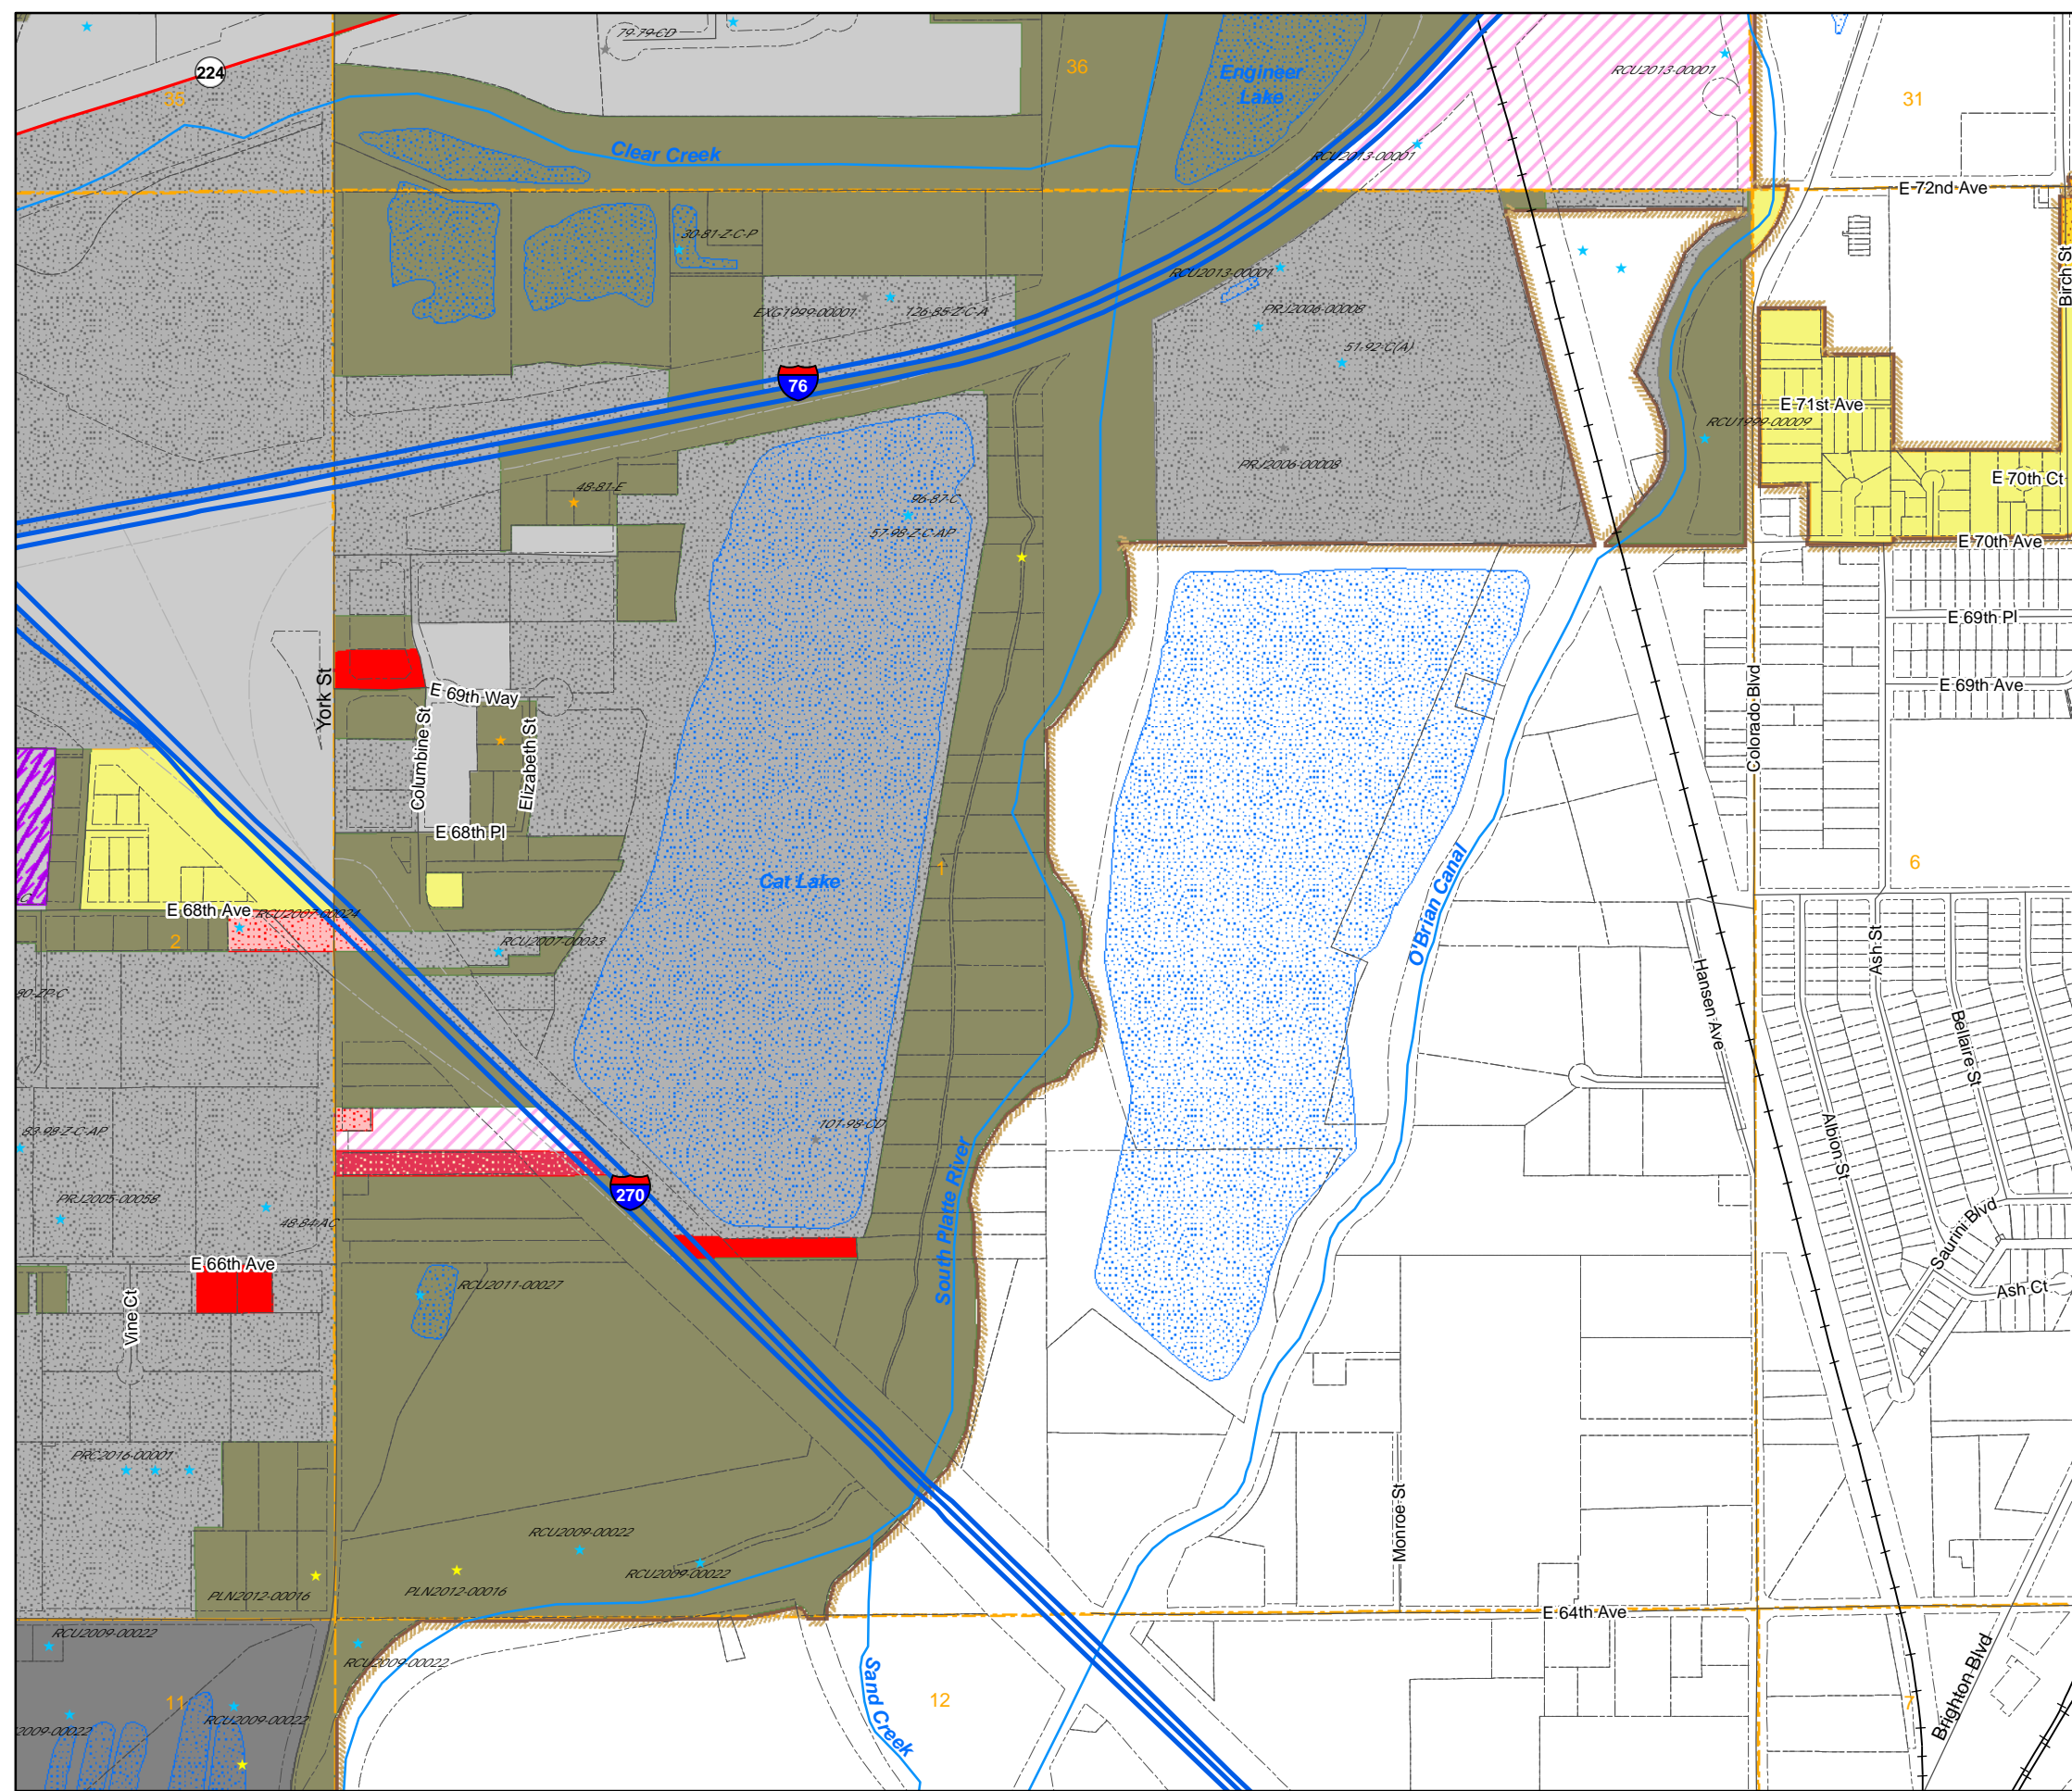 79-79-CD
224
35
36
Engineer
Lake
RCU2013-00001
31
Clear Creek
RCU2013-00001
E 72nd Ave
30-81-Z-C-P
Birch St
RCU2013-00001
EXG1999-00001
126-85-Z-C-A
PRJ2006-00008
51-92-C(A)
76
E 71st Ave
RCU1999-00009
PRJ2006-00008
E 70th Ct
48-81-E
96-87-C
57-98-Z-C-AP
E 70th Ave
E 69th Pl
York St
E 69th Way
E 69th Ave
Colorado Blvd
Columbine St
Elizabeth St
E 68th Pl
Cat Lake
1
6
O'Brian Canal
E 68th Ave
RCU2007-00024
2
RCU2007-00033
Ash St
Hansen Ave
80-ZP-C
Bellaire St
83-98-Z-C-AP
101-98-CD
Albion St
PRJ2005-00058
48-84-AC
270
South Platte River
Saurini Blvd
E 66th Ave
RCU2011-00027
Ash Ct
Vine Ct
PRC2016-00001
Monroe St
RCU2009-00022
PLN2012-00016
PLN2012-00016
RCU2009-00022
E 64th Ave
RCU2009-00022
RCU2009-00022
Sand Creek
11
12
7
Brighton Blvd
2009-00022
RCU2009-00022